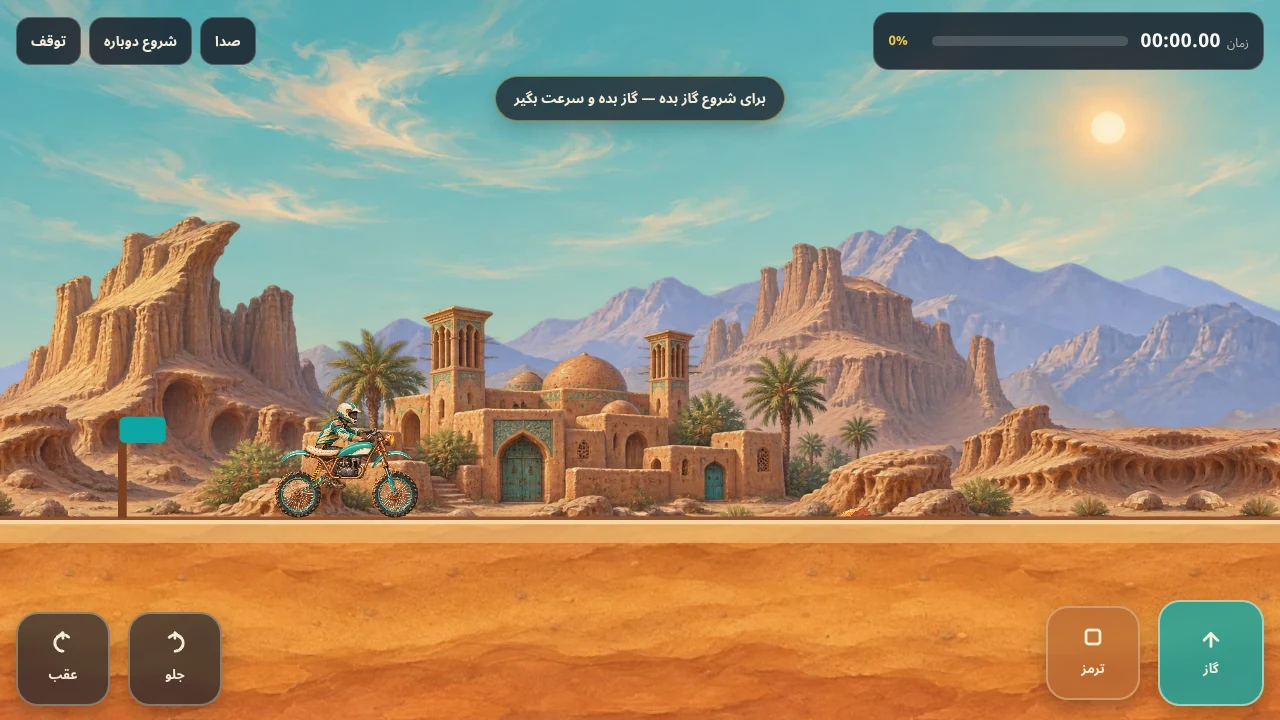 زمان 00:00.00 0%
صدا
شروع دوباره
توقف
برای شروع گاز بده — گاز بده و سرعت بگیر
گاز
ترمز
جلو
عقب